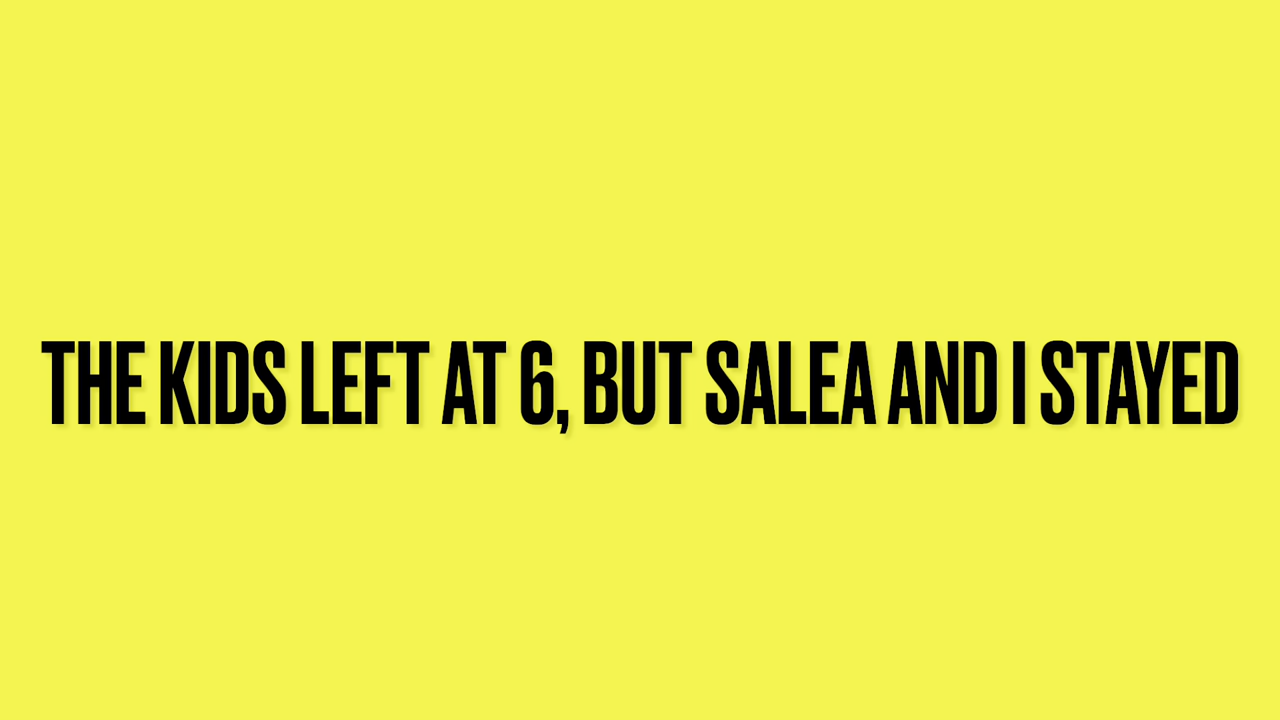 THE KIDS LEFT AT 6, BUT SALEA AND I STAYED